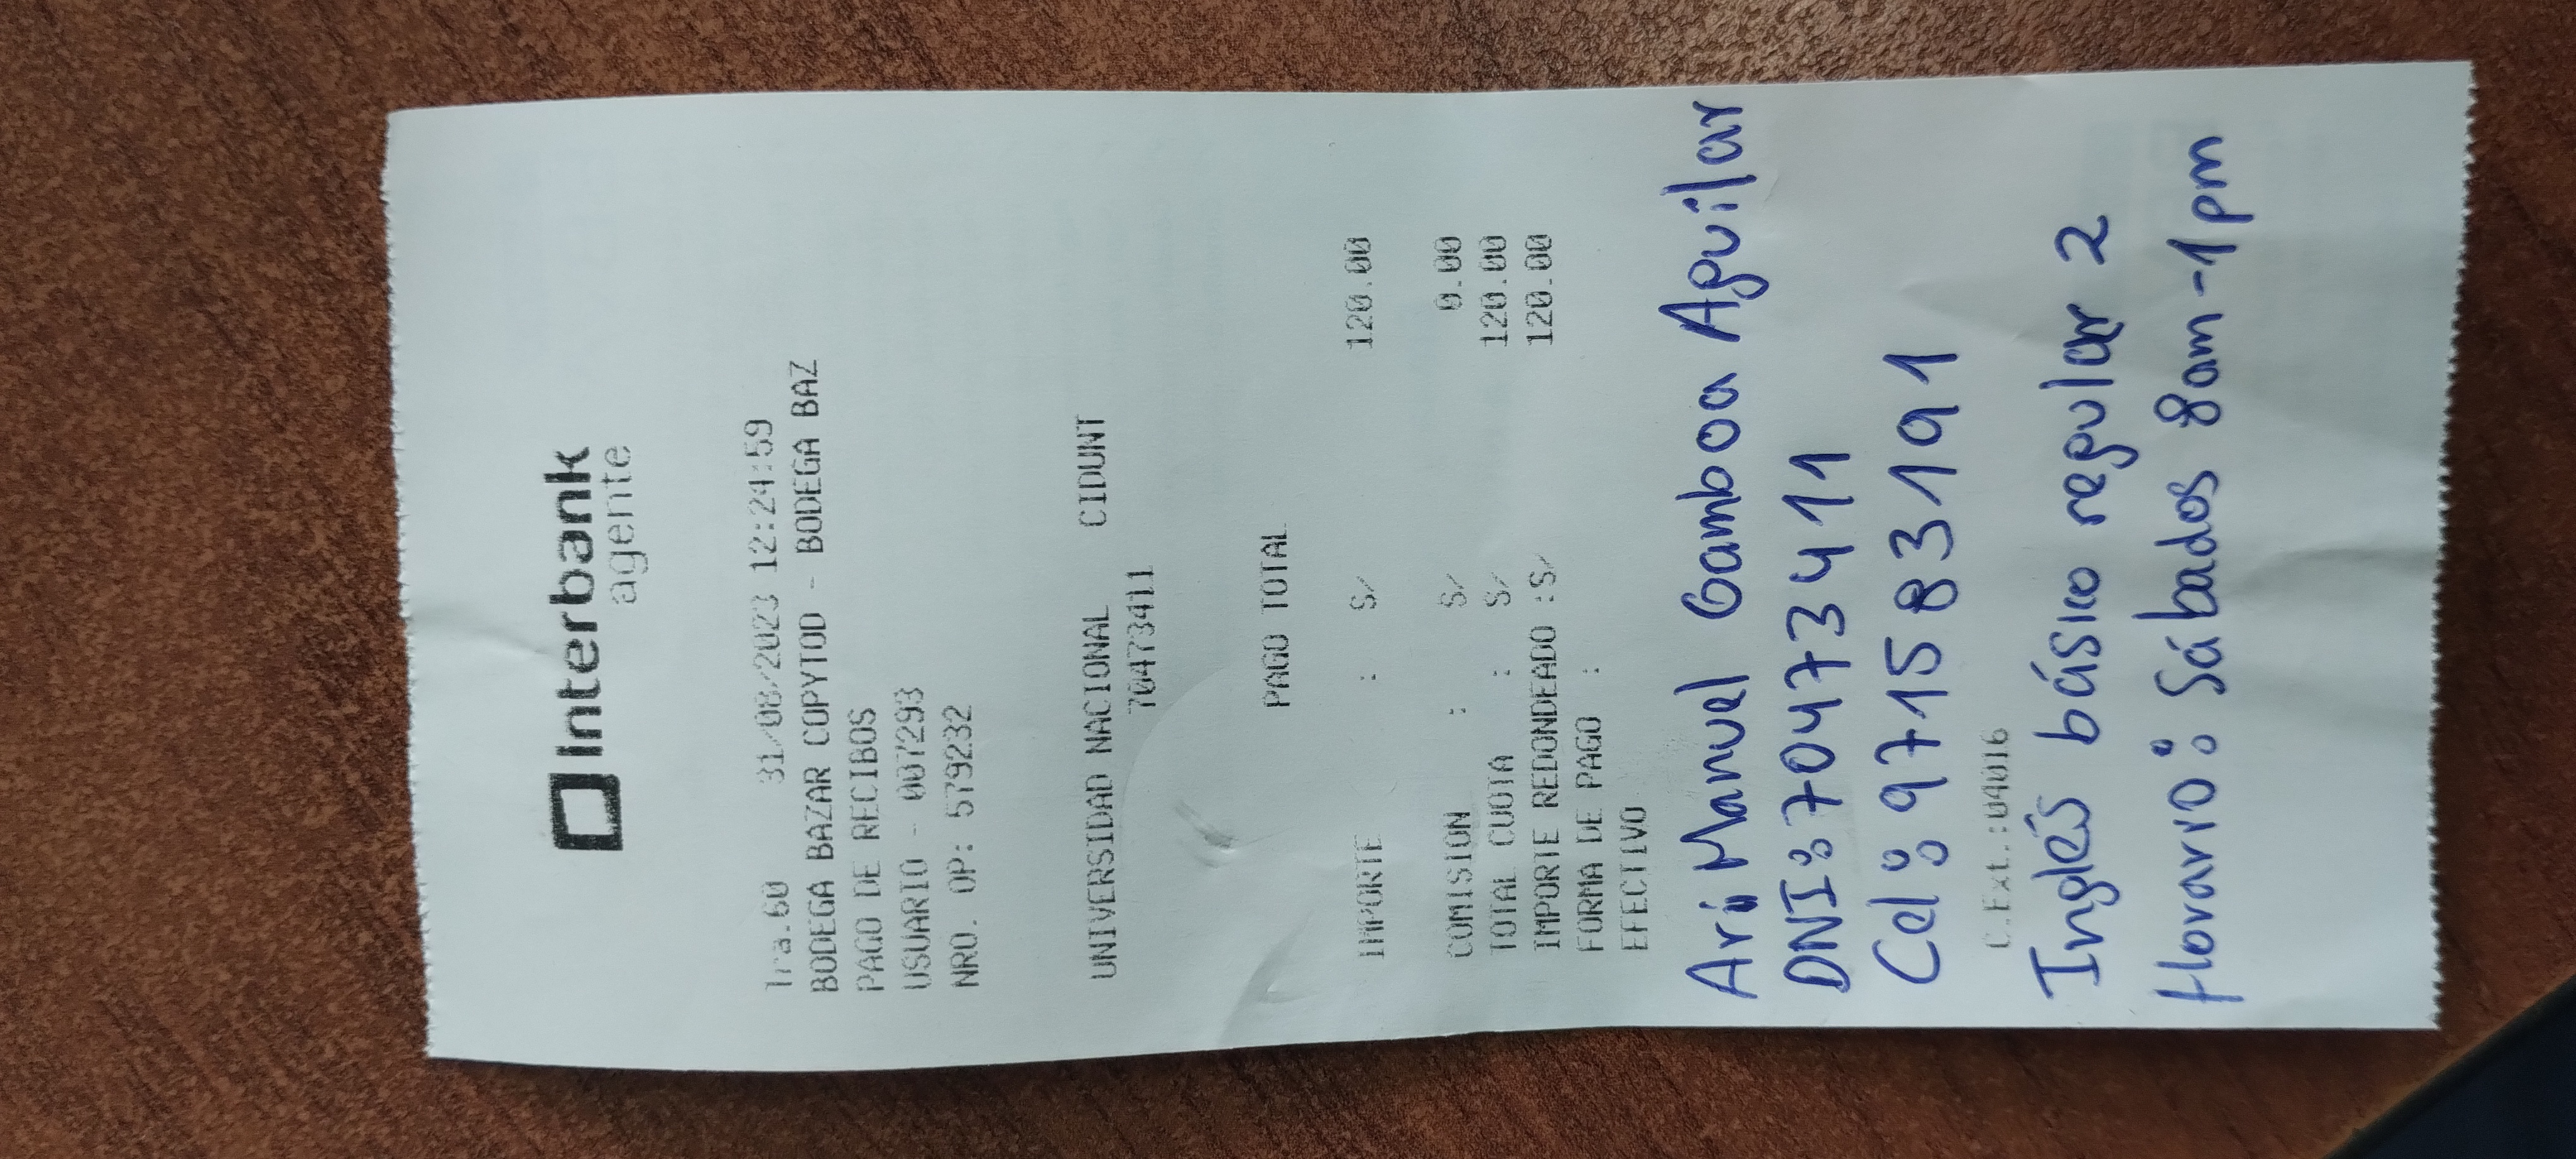 Interbank
agente
Tra.60 31/08/2023 12:24:59
BODEGA BAZAR COPYTOD - BODEGA BAZ
PAGO DE RECIBOS
USUARIO - 007293
NRO. OP: 579232
UNIVERSIDAD NACIONAL CIDUNT
70473411
PAGO TOTAL
IMPORTE : S/ 120.00
COMISION : S/ 0.00
TOTAL CUOTA : S/ 120.00
IMPORTE REDONDEADO :S/ 120.00
FORMA DE PAGO :
EFECTIVO
Ari Manuel Gamboa Aguilar
DNI:70473411
Cel: 971583191
C.Ext.:04016
Inglés básico regular 2
Horario: Sábados 8am-1pm